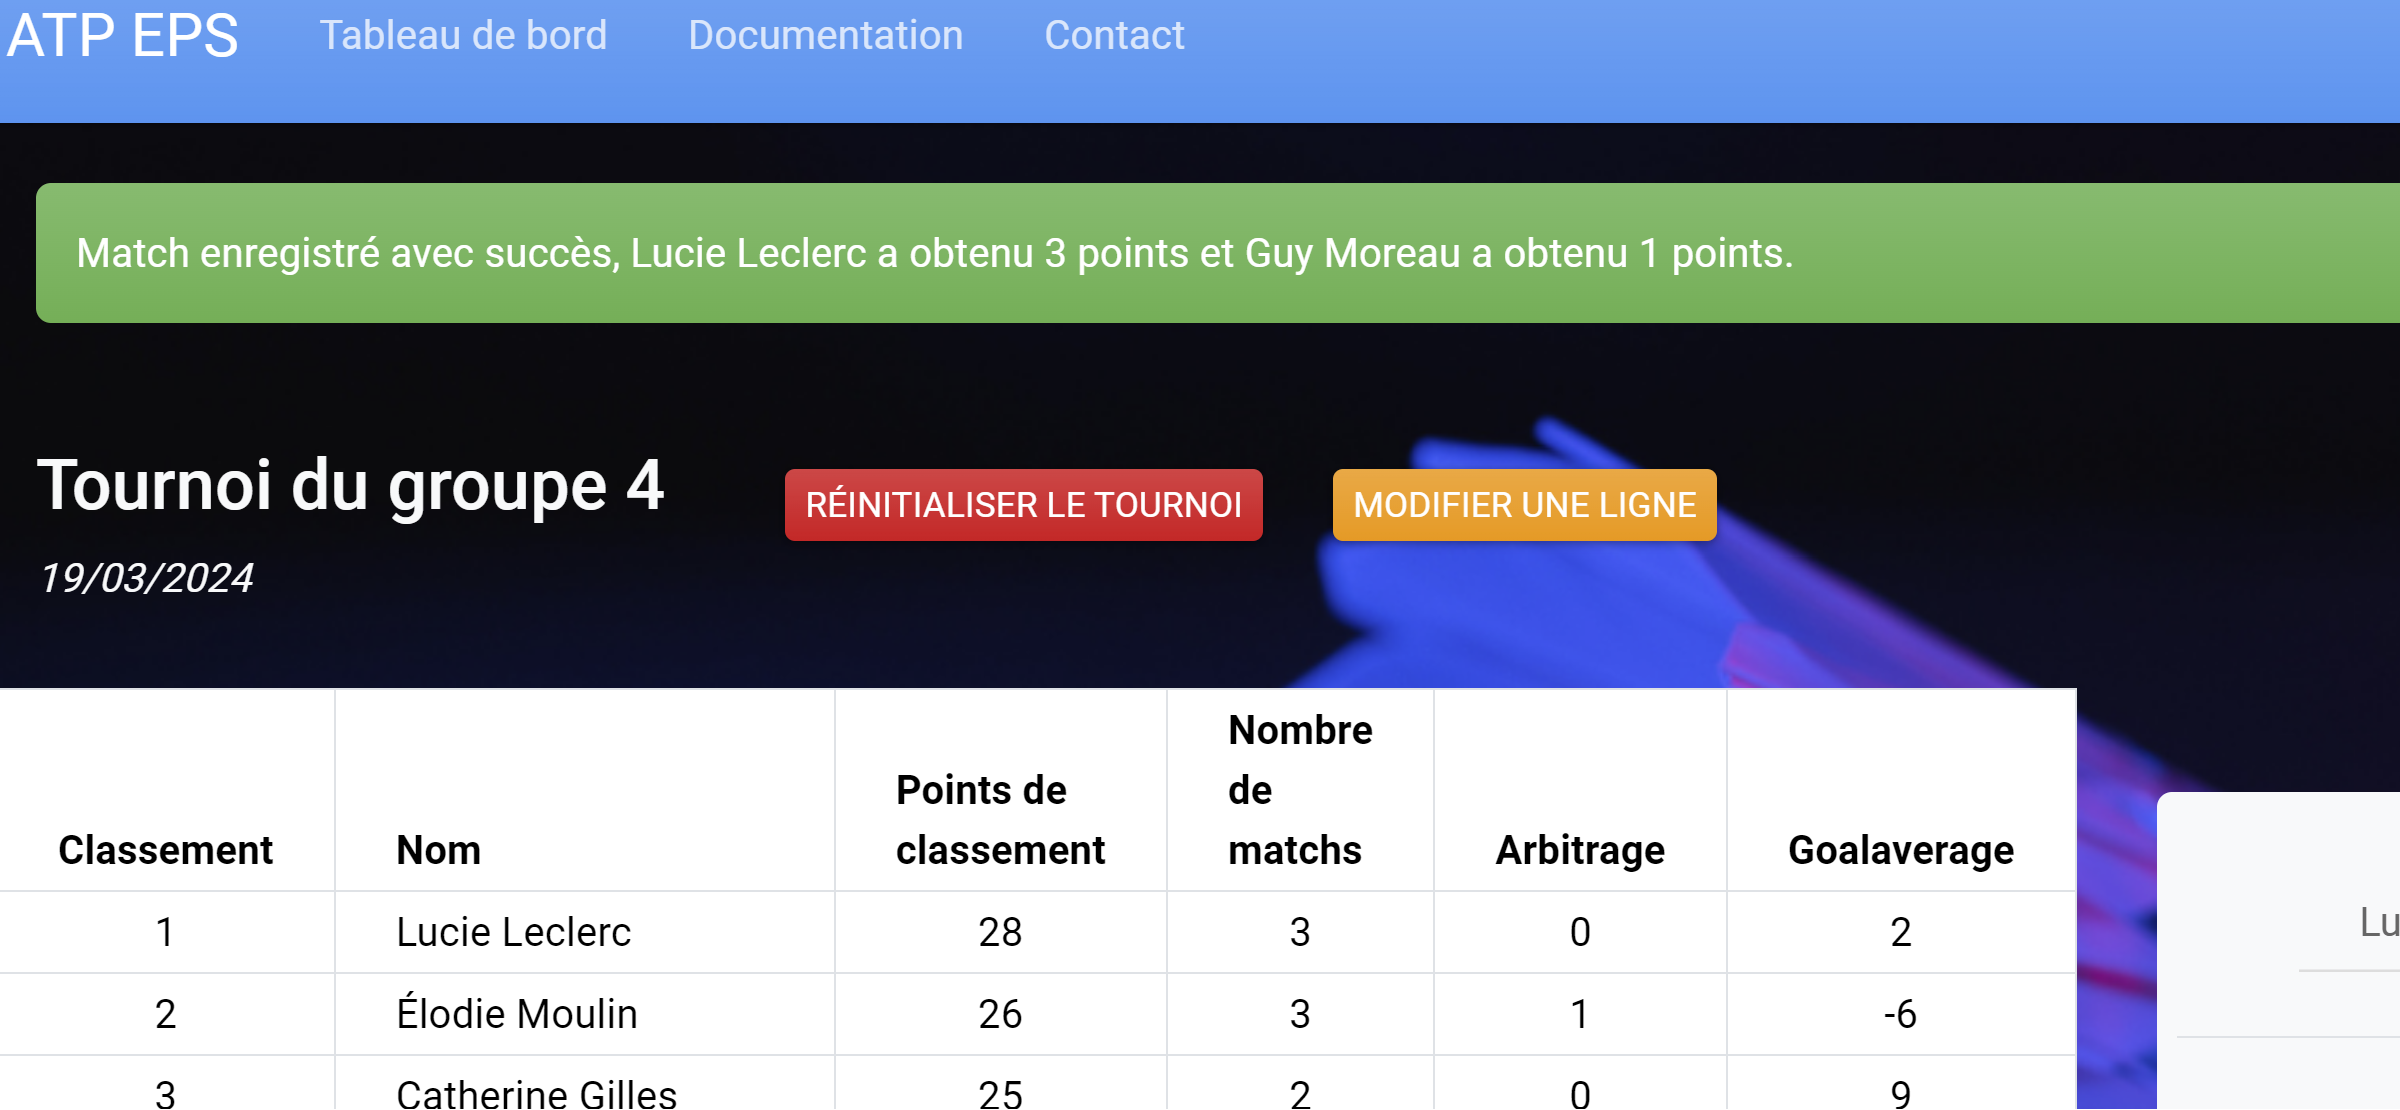 ATP EPS Tableau de bord Documentation Contact
Match enregistré avec succès, Lucie Leclerc a obtenu 3 points et Guy Moreau a obtenu 1 points.
Tournoi du groupe 4 RÉINITIALISER LE TOURNOI MODIFIER UNE LIGNE
19/03/2024
Classement Nom Points de classement Nombre de matchs Arbitrage Goalaverage
1 Lucie Leclerc 28 3 0 2
Lu
2 Élodie Moulin 26 3 1 -6
3 Catherine Gilles 25 2 0 9